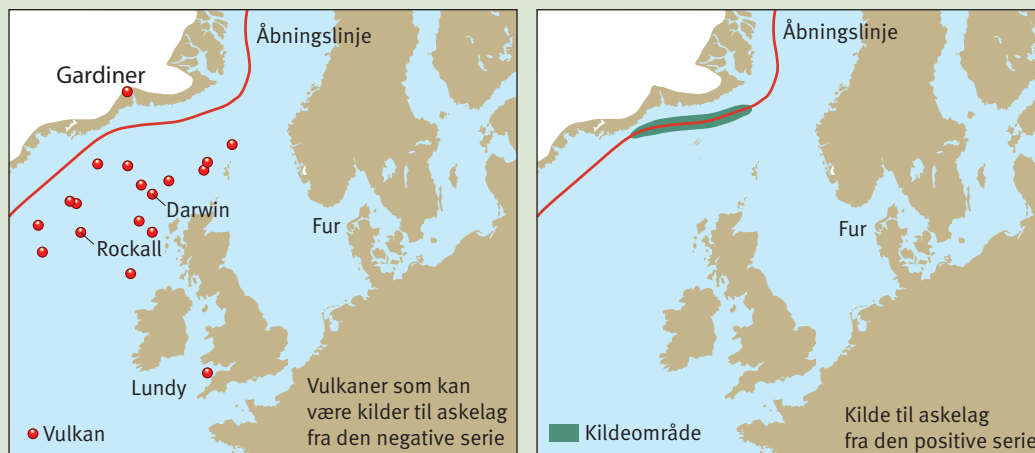 Åbningslinje
Gardiner
Darwin
Rockall
Fur
Lundy
Vulkaner som kan
være kilder til askelag
fra den negative serie
Vulkan
Åbningslinje
Fur
Kildeområde
Kilde til askelag
fra den positive serie